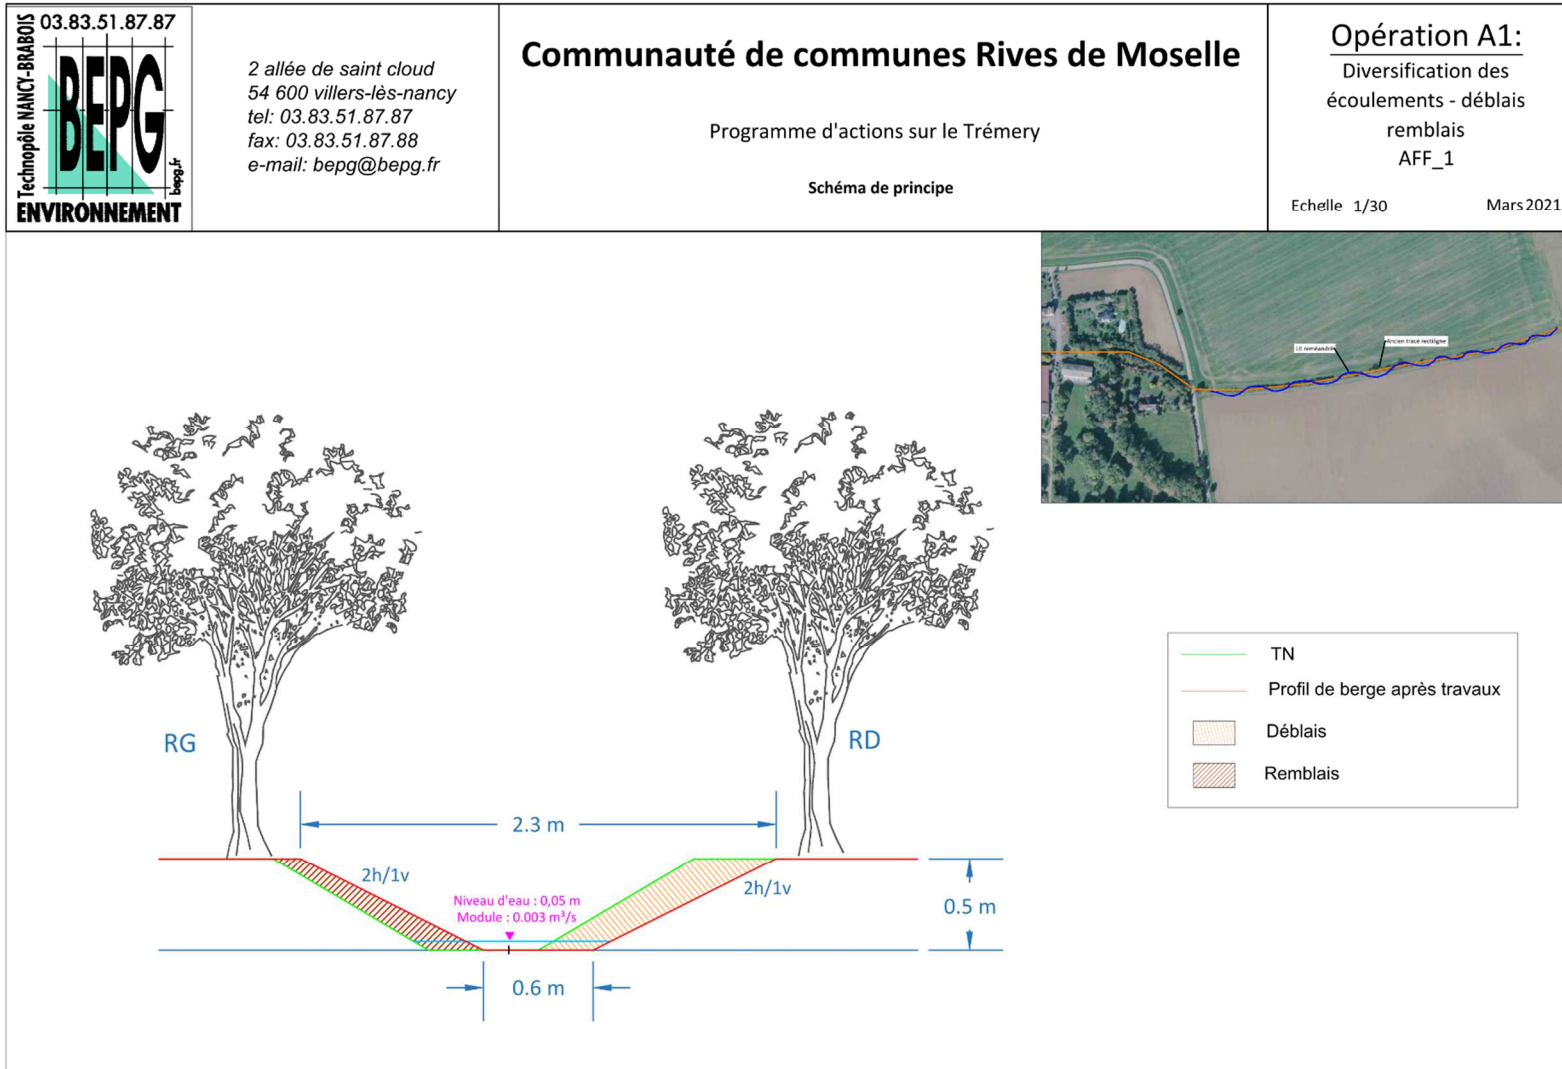 03.83.51.87.87
Technopôle NANCY-BRABOIS
BEPG
bepg.fr
ENVIRONNEMENT
2 allée de saint cloud
54 600 villers-lès-nancy
tel: 03.83.51.87.87
fax: 03.83.51.87.88
e-mail: bepg@bepg.fr
Communauté de communes Rives de Moselle
Programme d'actions sur le Trémery
Schéma de principe
Opération A1:
Diversification des
écoulements - déblais
remblais
AFF_1
Echelle 1/30
Mars 2021
Lit reméandré
Ancien tracé rectiligne
RG
RD
2.3 m
2h/1v
2h/1v
Niveau d'eau : 0,05 m
Module : 0.003 m³/s
0.5 m
0.6 m
TN
Profil de berge après travaux
Déblais
Remblais